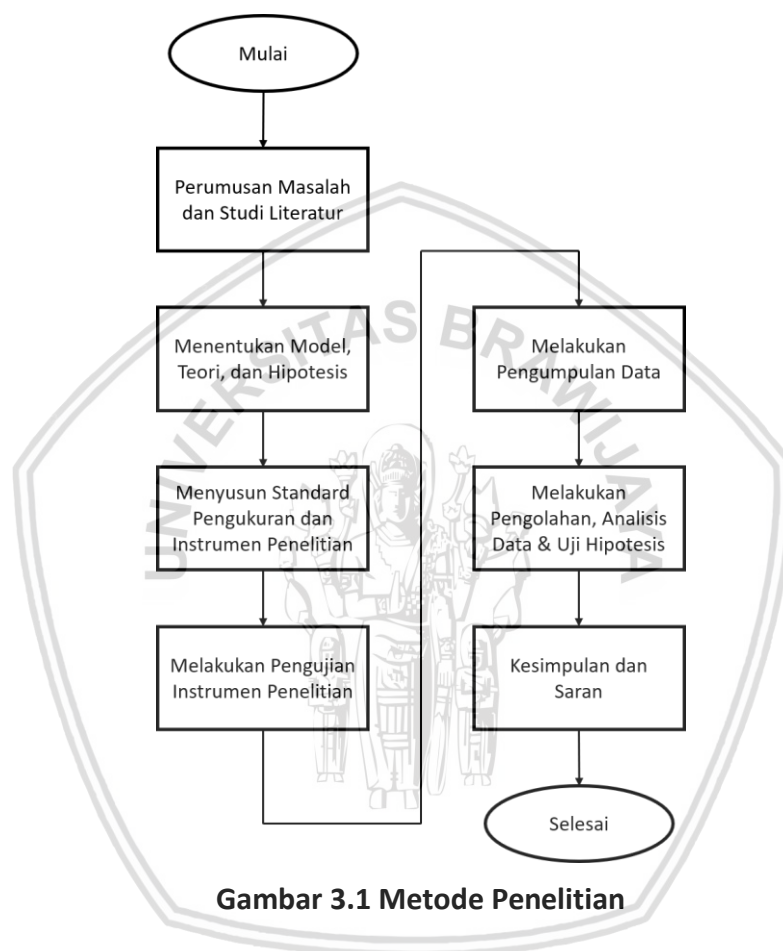 Mulai
Perumusan Masalah
dan Studi Literatur
Menentukan Model,
Teori, dan Hipotesis
Menyusun Standard
Pengukuran dan
Instrumen Penelitian
Melakukan Pengujian
Instrumen Penelitian
Melakukan
Pengumpulan Data
Melakukan
Pengolahan, Analisis
Data & Uji Hipotesis
Kesimpulan dan
Saran
Selesai
UNIVERSITAS BRAWIJAYA
Gambar 3.1 Metode Penelitian